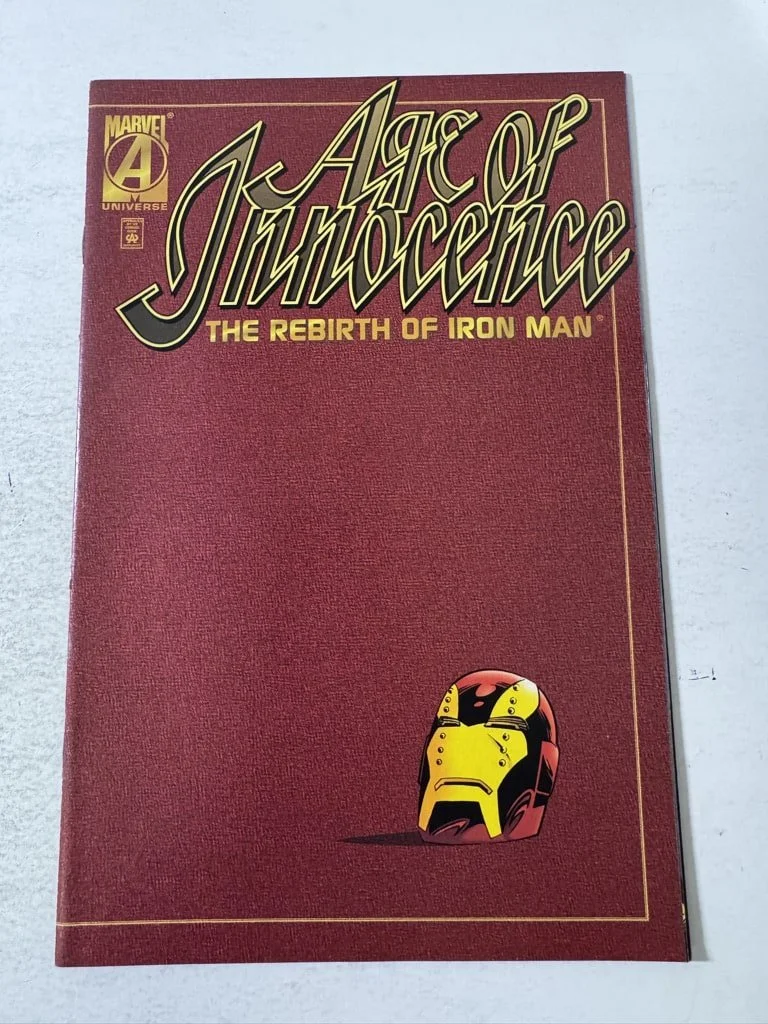 MARVEL®
A
UNIVERSE
Age of
Innocence
THE REBIRTH OF IRON MAN®